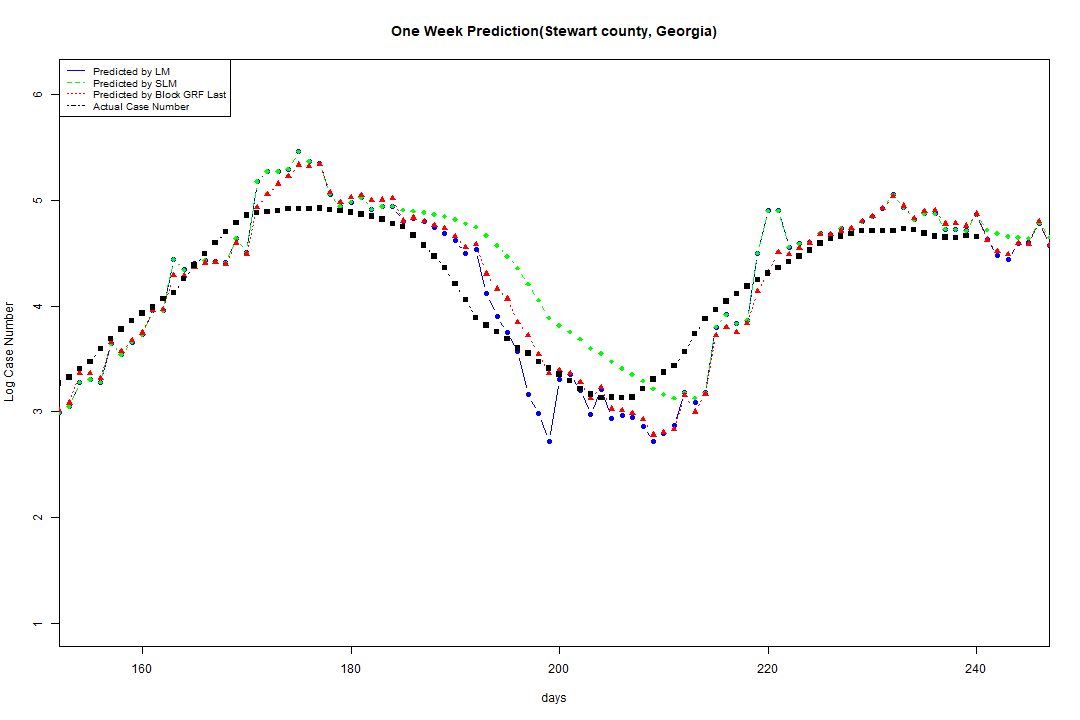 One Week Prediction(Stewart county, Georgia)
Predicted by LM
Predicted by SLM
Predicted by Block GRF Last
Actual Case Number
Log Case Number
6
5
4
3
2
1
160 180 200 220 240
days